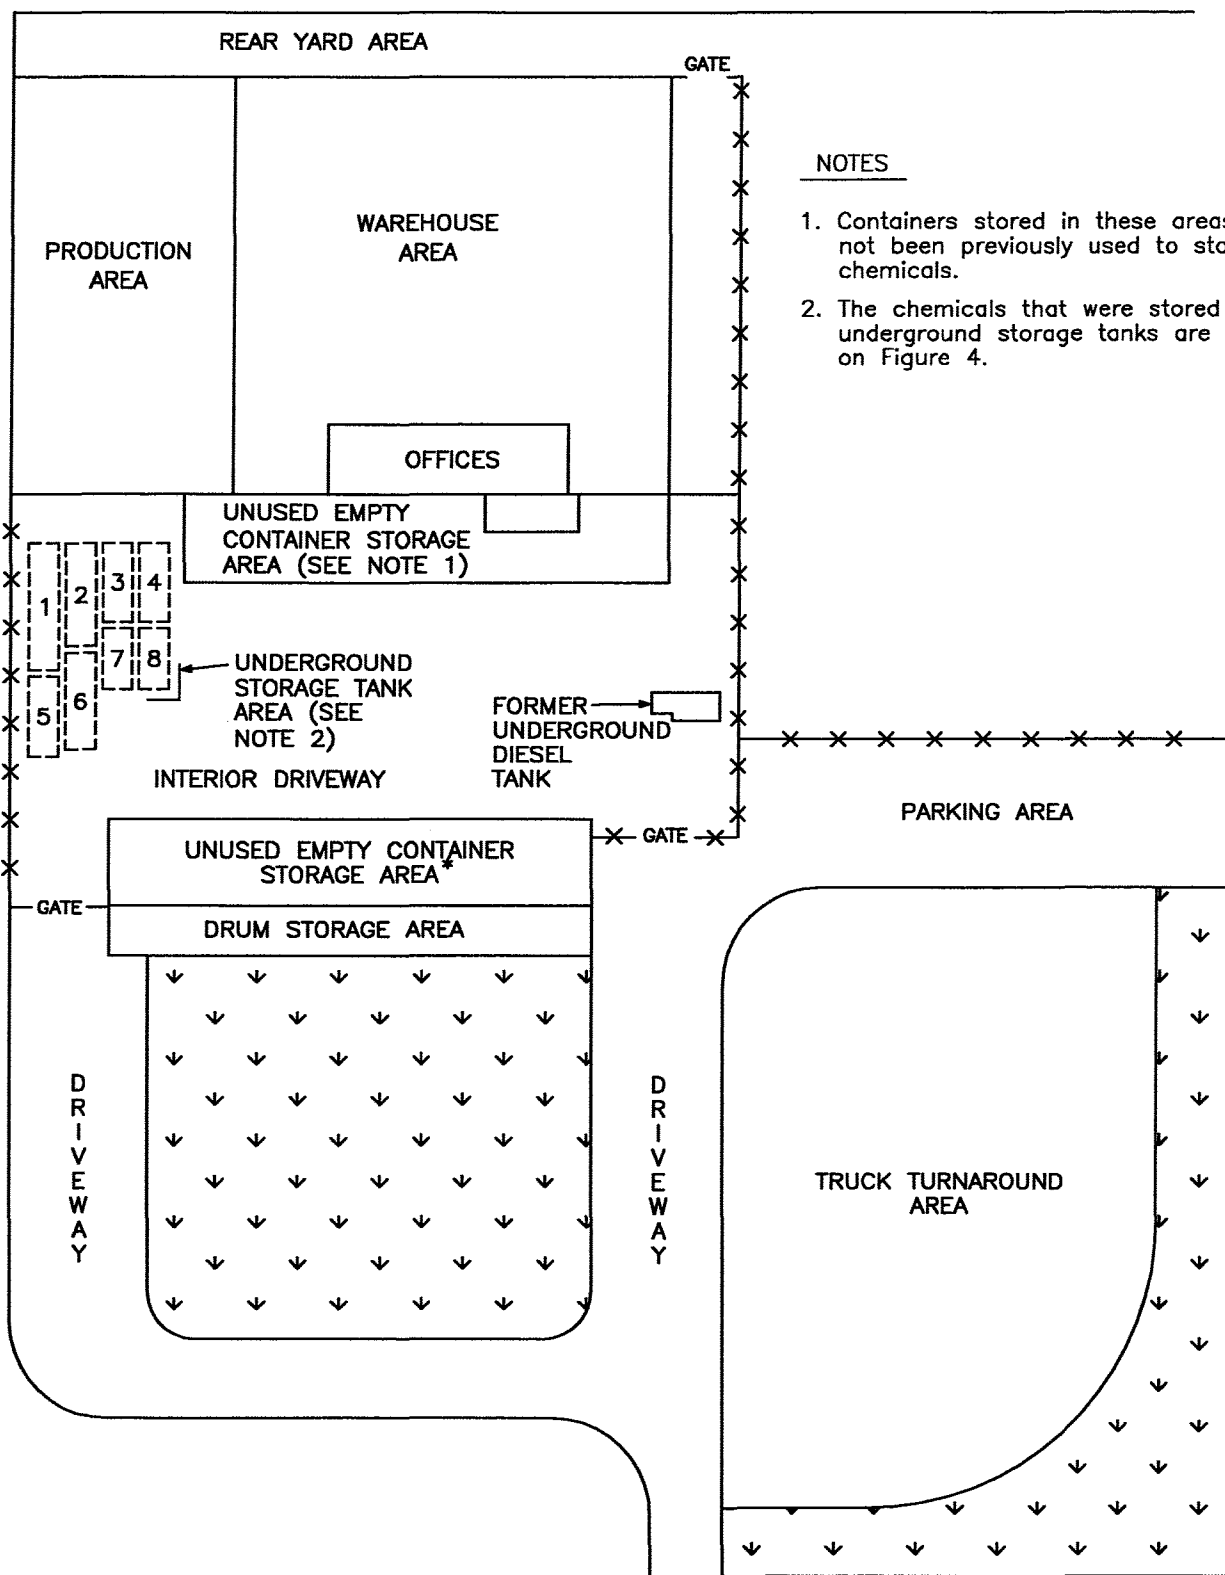 REAR YARD AREA
GATE
NOTES
1. Containers stored in these areas
not been previously used to
chemicals.
2. The chemicals that were stored
underground storage tanks are
on Figure 4.
PRODUCTION
AREA
WAREHOUSE
AREA
OFFICES
UNUSED EMPTY
CONTAINER STORAGE
AREA (SEE NOTE 1)
1
2
3
4
5
6
7
8
UNDERGROUND
STORAGE TANK
AREA (SEE
NOTE 2)
FORMER
UNDERGROUND
DIESEL
TANK
INTERIOR DRIVEWAY
PARKING AREA
GATE
UNUSED EMPTY CONTAINER
STORAGE AREA*
GATE
DRUM STORAGE AREA
DRIVEWAY
DRIVEWAY
TRUCK TURNAROUND
AREA